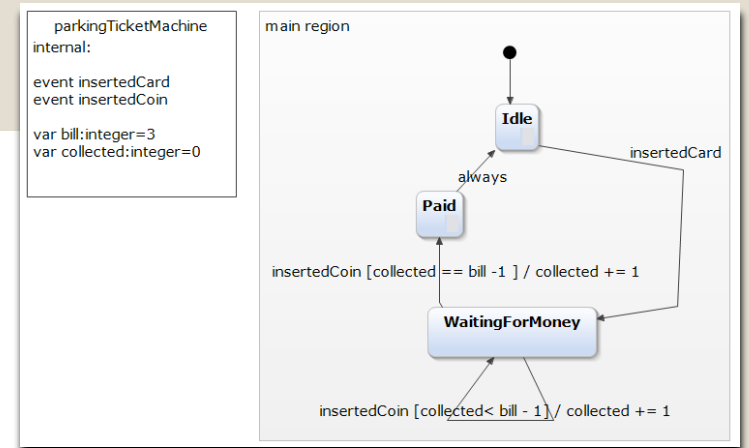 parkingTicketMachine
internal:
event insertedCard
event insertedCoin
var bill:integer=3
var collected:integer=0
main region
Idle
insertedCard
always
Paid
insertedCoin [collected == bill -1 ] / collected += 1
WaitingForMoney
insertedCoin [collected< bill - 1] / collected += 1